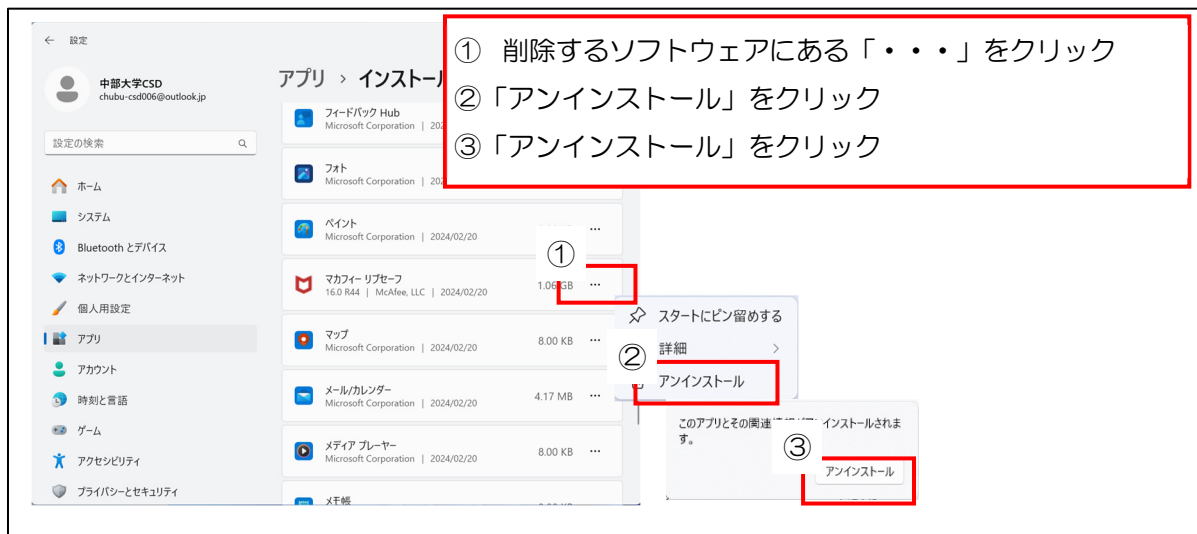 ← 設定
中部大学CSD
chubu-csd006@outlook.jp
設定の検索
ホーム
システム
Bluetooth とデバイス
ネットワークとインターネット
個人用設定
アプリ
アカウント
時刻と言語
ゲーム
アクセシビリティ
プライバシーとセキュリティ
アプリ › インストー
フィードバック Hub
Microsoft Corporation |
フォト
Microsoft Corporation |
ペイント
Microsoft Corporation | 2024/02/20
マカフィー リブセーフ
16.0 R44 | McAfee, LLC | 2024/02/20
1.06 GB ···
マップ
Microsoft Corporation | 2024/02/20
8.00 KB ···
メール/カレンダー
Microsoft Corporation | 2024/02/20
4.17 MB ···
メディア プレーヤー
Microsoft Corporation | 2024/02/20
8.00 KB ···
メモ帳
① 削除するソフトウェアにある「・・・」をクリック
②「アンインストール」をクリック
③「アンインストール」をクリック
①
スタートにピン留めする
②
詳細
アンインストール
このアプリとその関連 インストールされま
す。
③
アンインストール